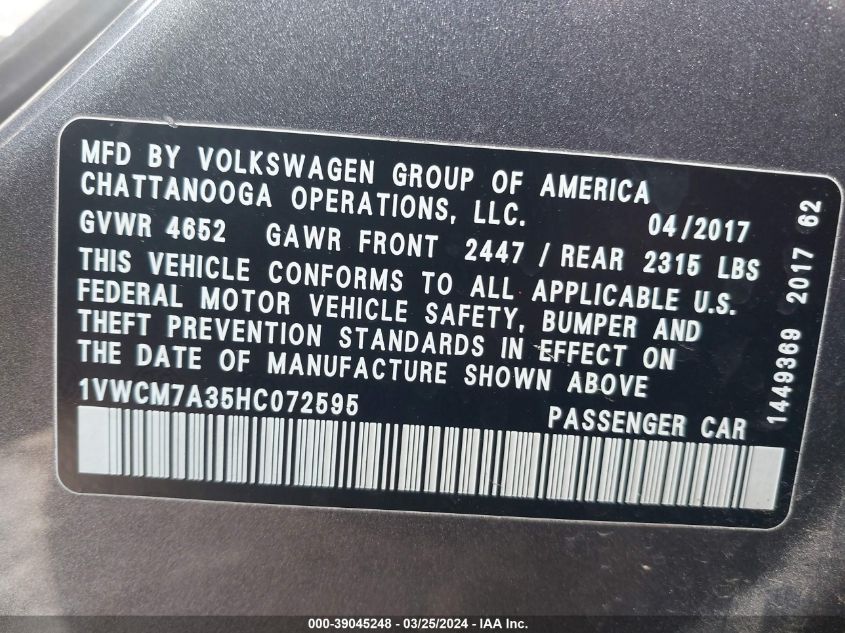 MFD BY VOLKSWAGEN GROUP OF AMERICA
CHATTANOOGA OPERATIONS, LLC. 04/2017
GVWR 4652 GAWR FRONT 2447 / REAR 2315 LBS
THIS VEHICLE CONFORMS TO ALL APPLICABLE U.S.
FEDERAL MOTOR VEHICLE SAFETY, BUMPER AND
THEFT PREVENTION STANDARDS IN EFFECT ON
THE DATE OF MANUFACTURE SHOWN ABOVE
1VWCM7A35HC072595 PASSENGER CAR
1449369 2017 62
000-39045248 - 03/25/2024 - IAA Inc.